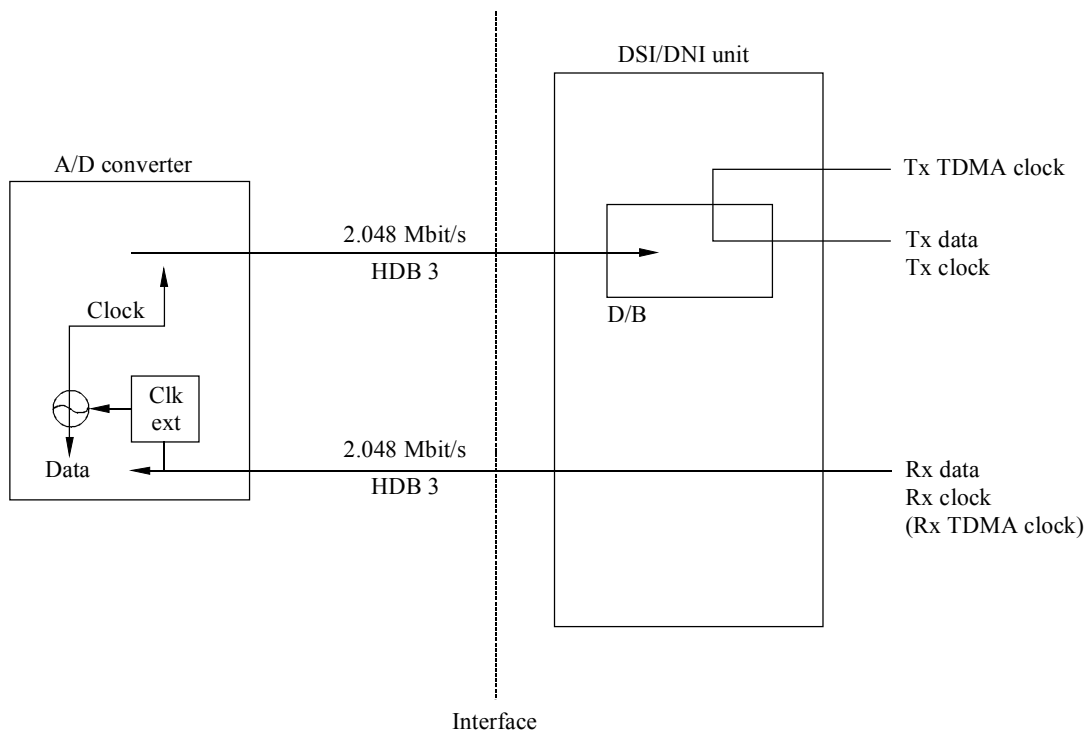 DSI/DNI unit
A/D converter
Tx TDMA clock
2.048 Mbit/s
HDB 3
Tx data
Tx clock
Clock
D/B
Clk
ext
2.048 Mbit/s
HDB 3
Data
Rx data
Rx clock
(Rx TDMA clock)
Interface